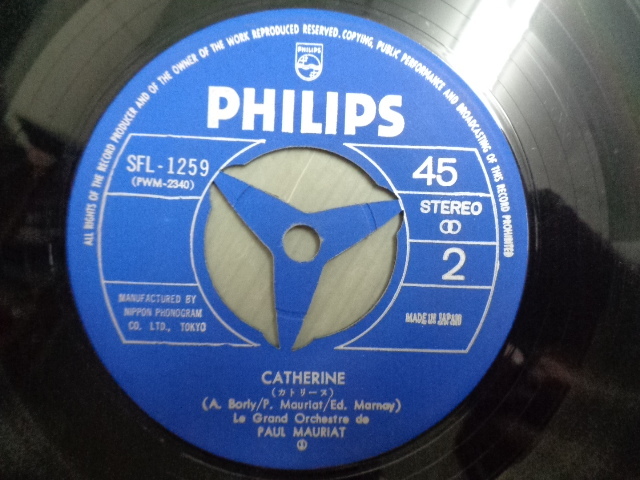 ALL RIGHTS OF THE RECORD PRODUCER AND OF THE OWNER OF THE WORK REPRODUCED RESERVED. COPYING, PUBLIC PERFORMANCE AND BROADCASTING OF THIS RECORD PROHIBITED
PHILIPS
PHILIPS
SFL-1259
(FWM-2340)
45
STEREO
2
MANUFACTURED BY
NIPPON PHONOGRAM
CO. LTD., TOKYO
MADE IN JAPAN
CATHERINE
(カトリーヌ)
(A. Borly/P. Mauriat/Ed. Marnay)
Le Grand Orchestre de
PAUL MAURIAT